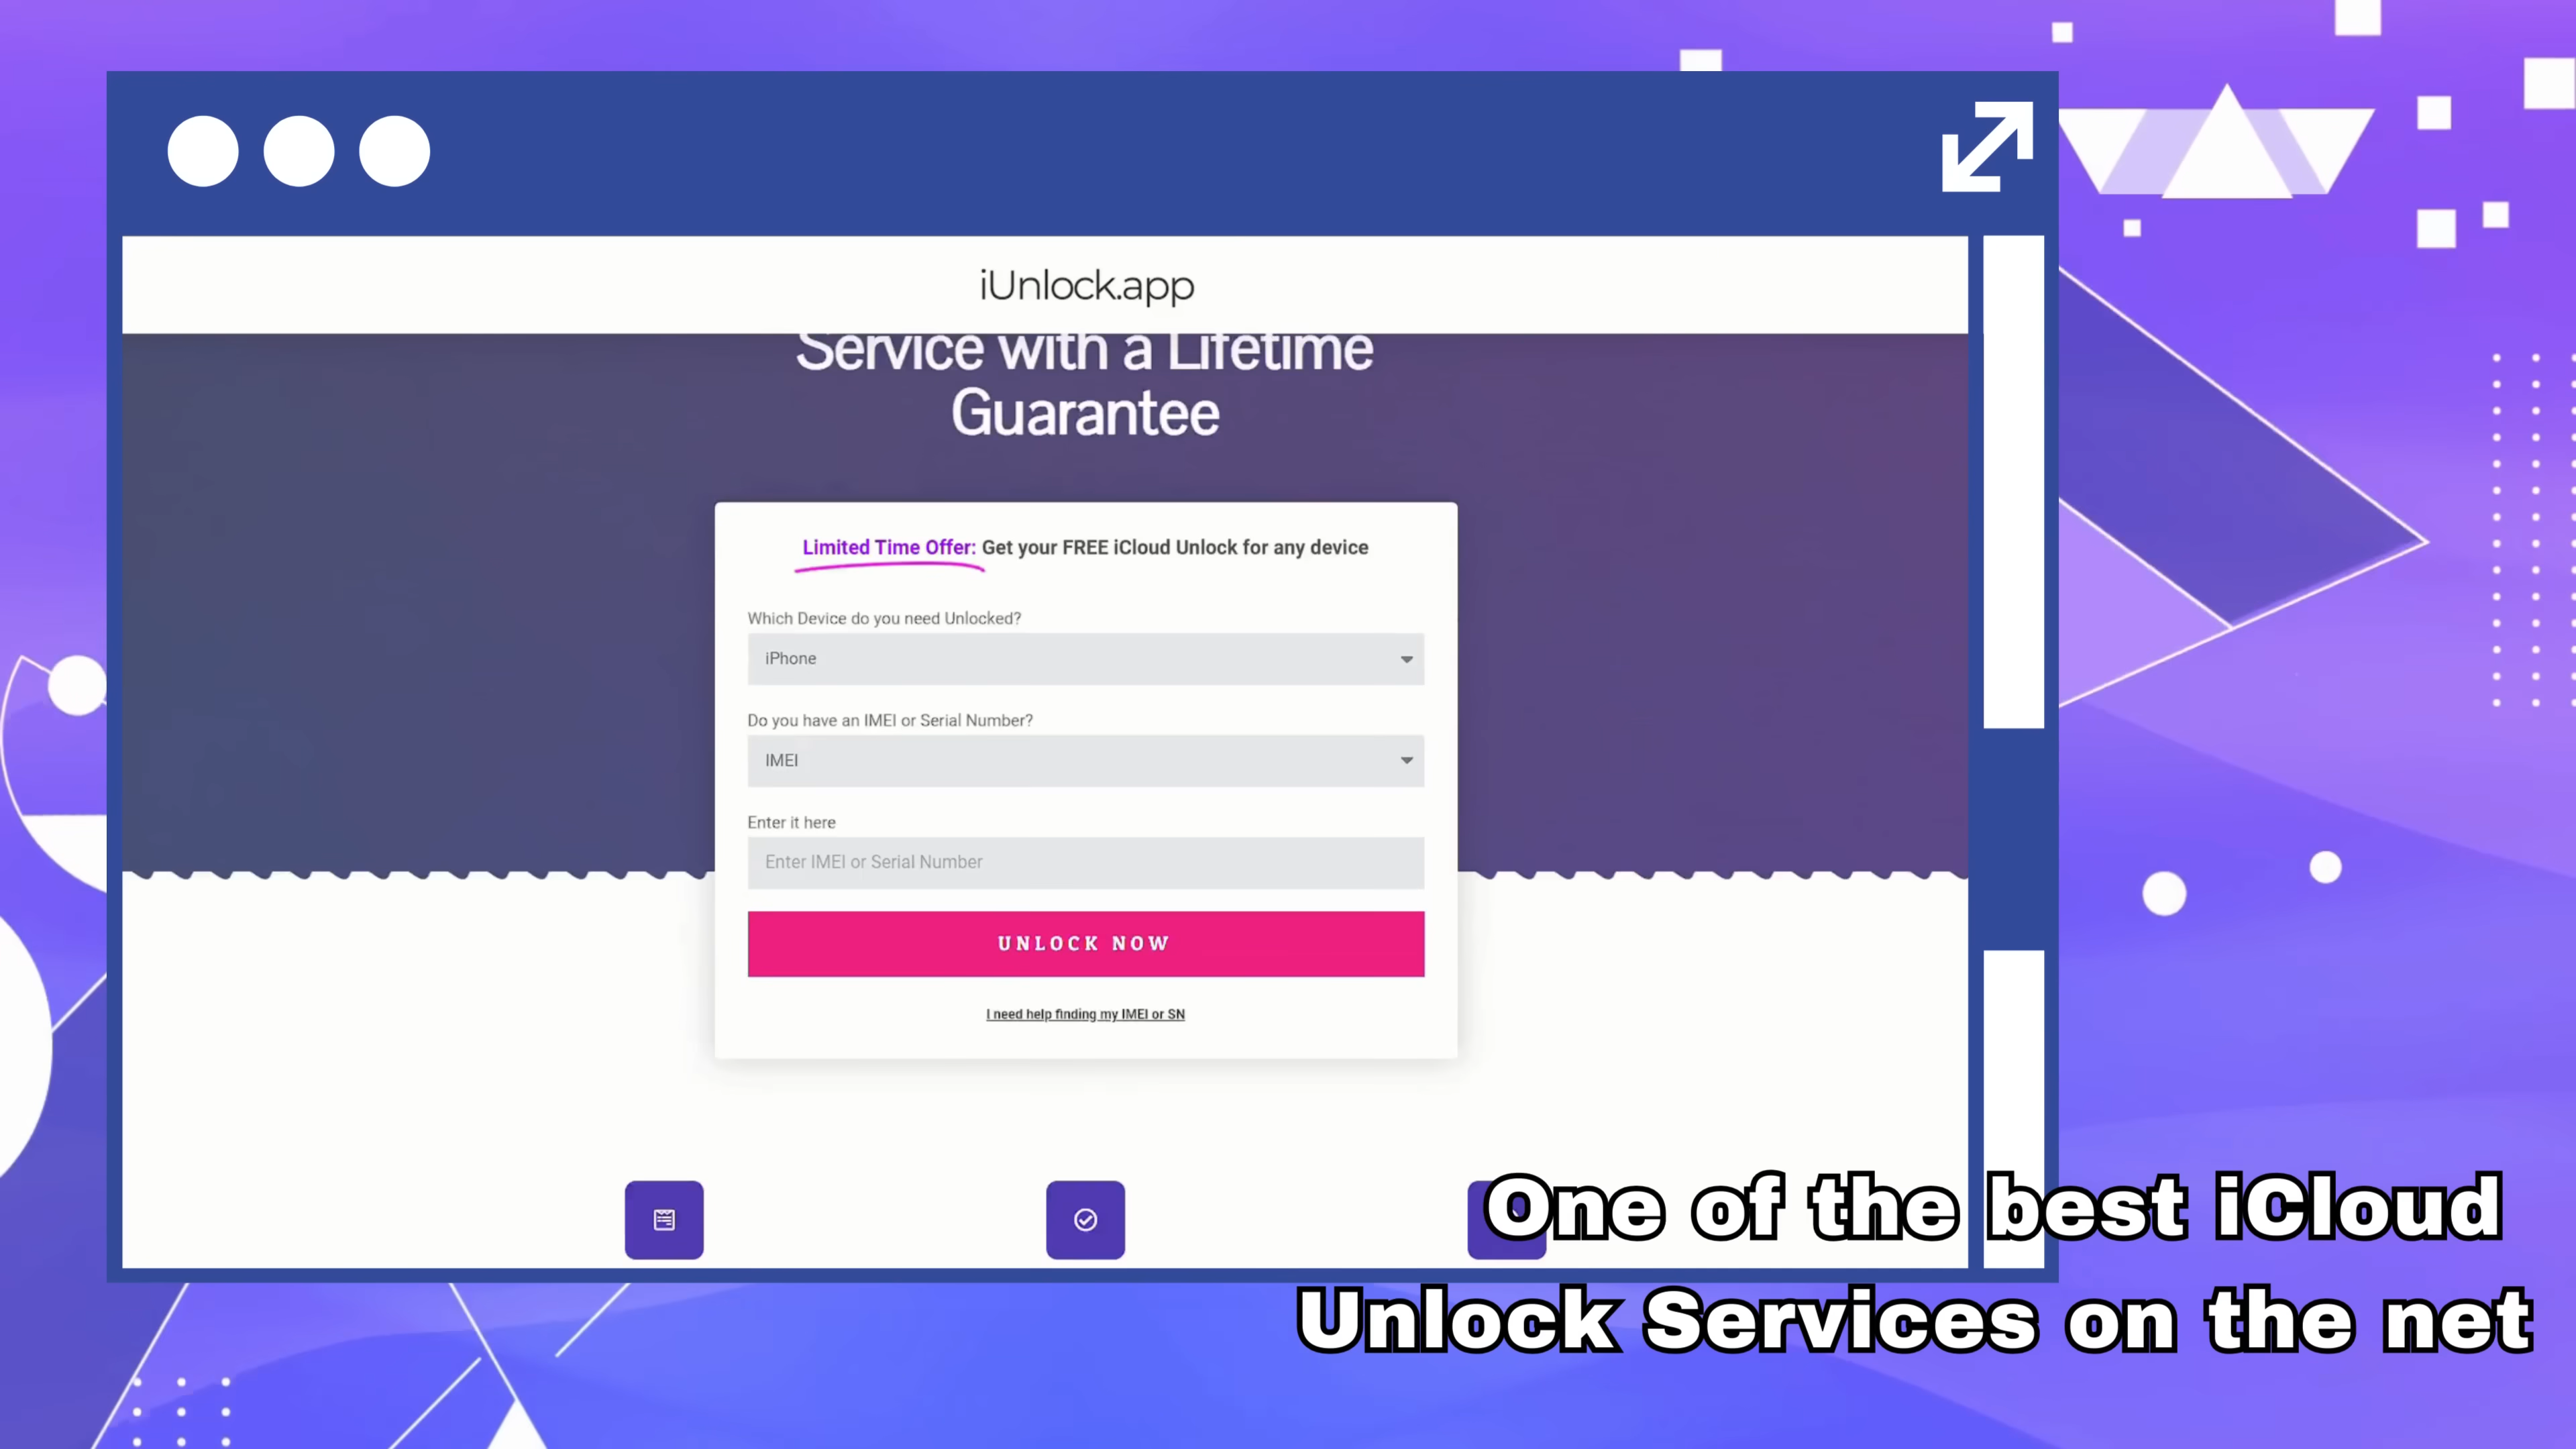 iUnlock.app
Service with a Lifetime
Guarantee
Limited Time Offer: Get your FREE iCloud Unlock for any device
Which Device do you need Unlocked?
iPhone
Do you have an IMEI or Serial Number?
IMEI
Enter it here
Enter IMEI or Serial Number
UNLOCK NOW
I need help finding my IMEI or SN
One of the best iCloud
Unlock Services on the net